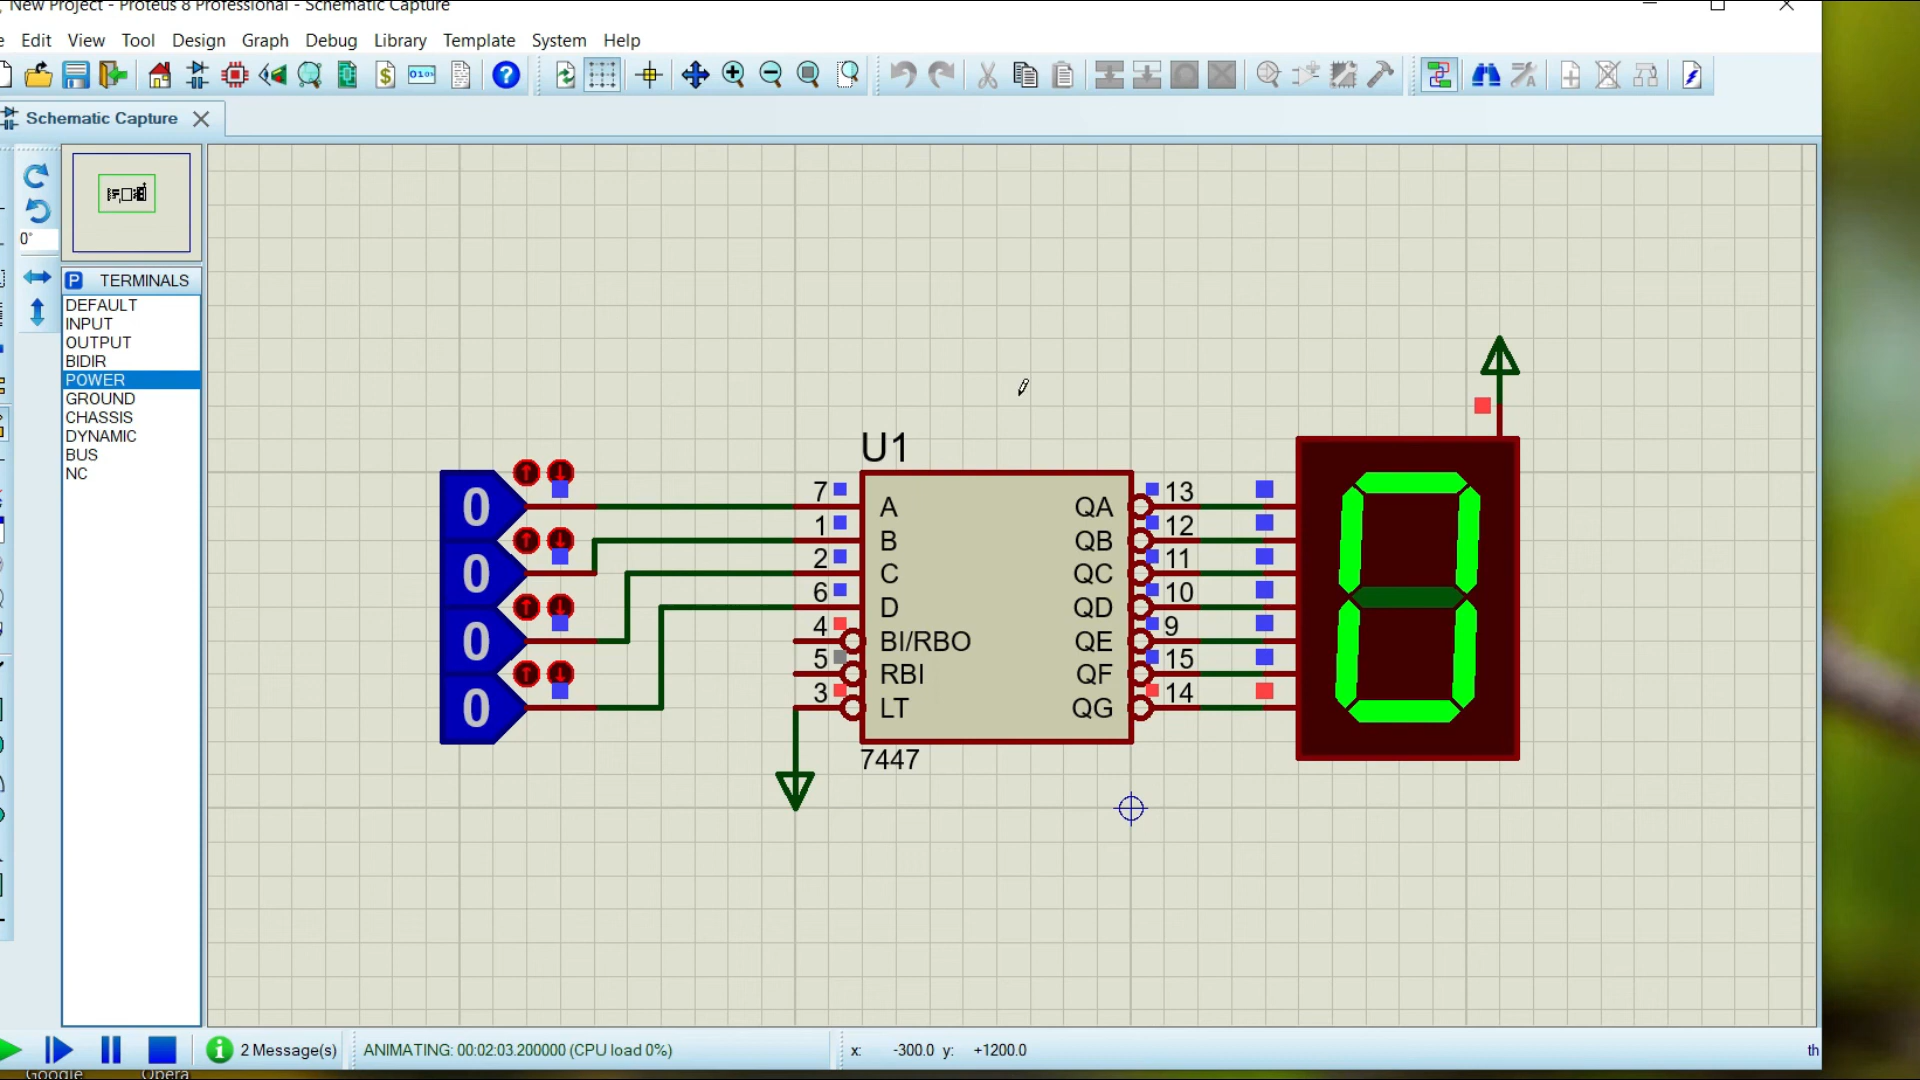 New Project - Proteus 8 Professional - Schematic Capture
e Edit View Tool Design Graph Debug Library Template System Help
Schematic Capture
0°
P TERMINALS
DEFAULT
INPUT
OUTPUT
BIDIR
POWER
GROUND
CHASSIS
DYNAMIC
BUS
NC
U1
0 7 A QA 13
0 1 B QB 12
0 2 C QC 11
0 6 D QD 10
4 BI/RBO QE 9
5 RBI QF 15
3 LT QG 14
7447
2 Message(s) ANIMATING: 00:02:03.200000 (CPU load 0%) x: -300.0 y: +1200.0 th
Google Opera